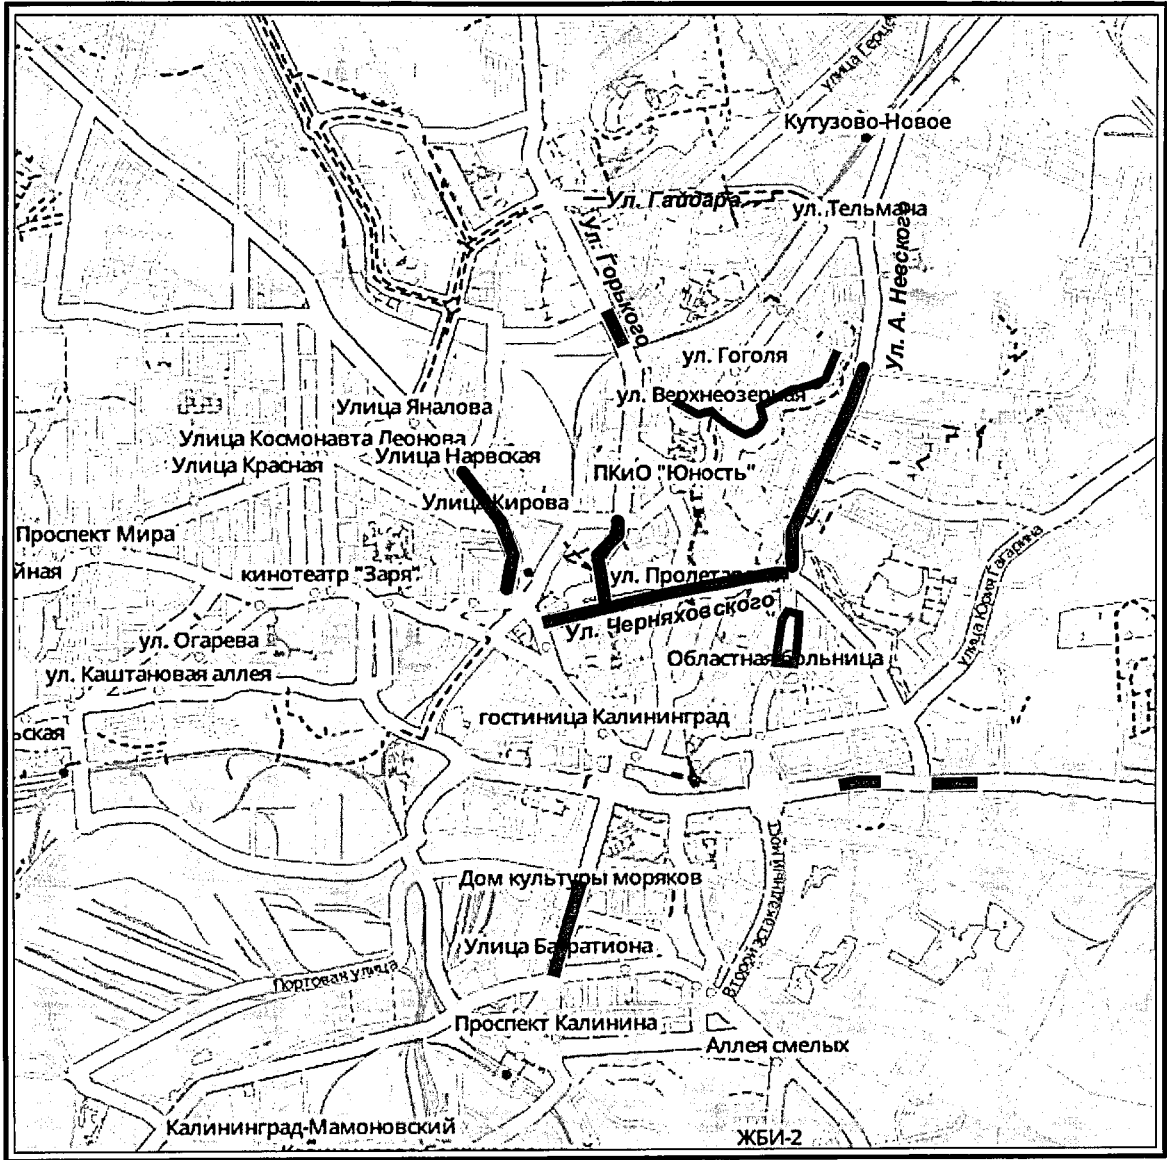 Улица Герце
Кутузово-Новое
Ул. Гайдара
ул. Тельмана
Ул. Горького
Ул. А. Невского
ул. Гоголя
ул. Верхнеозерная
Улица Яналова
Улица Космонавта Леонова
Улица Нарвская
Улица Красная
ПКиО "Юность"
Улица Кирова
Проспект Мира
йная
кинотеатр "Заря"
ул. Пролета
Ул. Черняховского
Улица Юрия Гагарина
ул. Огарева
Областная больница
ул. Каштановая аллея
гостиница Калининград
ьская
Второй эстакадный мост
Дом культуры моряков
Улица Багратиона
Портовая улица
Проспект Калинина
Аллея смелых
Калининград-Мамоновский
ЖБИ-2